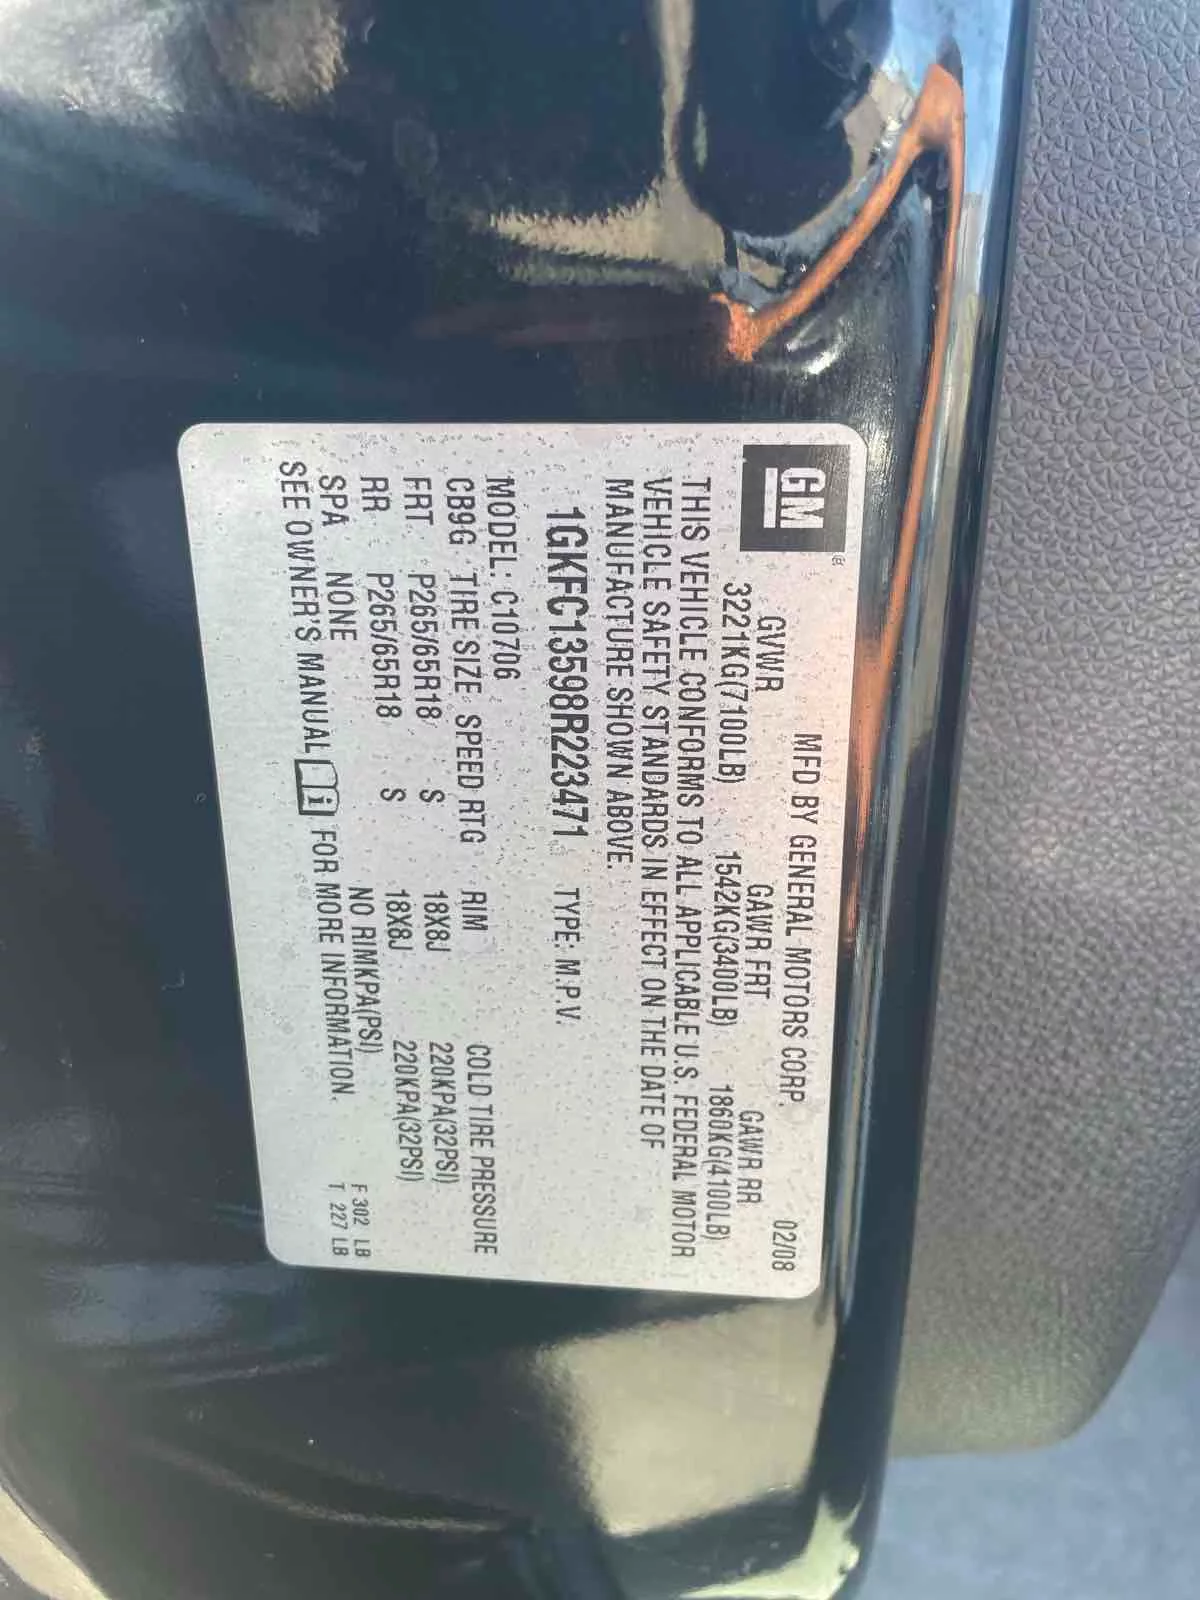 GM®
MFD BY GENERAL MOTORS CORP. 02/08
GVWR GAWR FRT GAWR RR
3221KG(7100LB) 1542KG(3400LB) 1860KG(4100LB)
THIS VEHICLE CONFORMS TO ALL APPLICABLE U.S. FEDERAL MOTOR
VEHICLE SAFETY STANDARDS IN EFFECT ON THE DATE OF
MANUFACTURE SHOWN ABOVE.
1GKFC13598R223471 TYPE: M.P.V.
MODEL: C10706
CB9G TIRE SIZE SPEED RTG RIM COLD TIRE PRESSURE
FRT P265/65R18 S 18X8J 220KPA(32PSI)
RR P265/65R18 S 18X8J 220KPA(32PSI)
SPA NONE NO RIMKPA(PSI)
SEE OWNER'S MANUAL i FOR MORE INFORMATION.
F 302 LB
T 227 LB